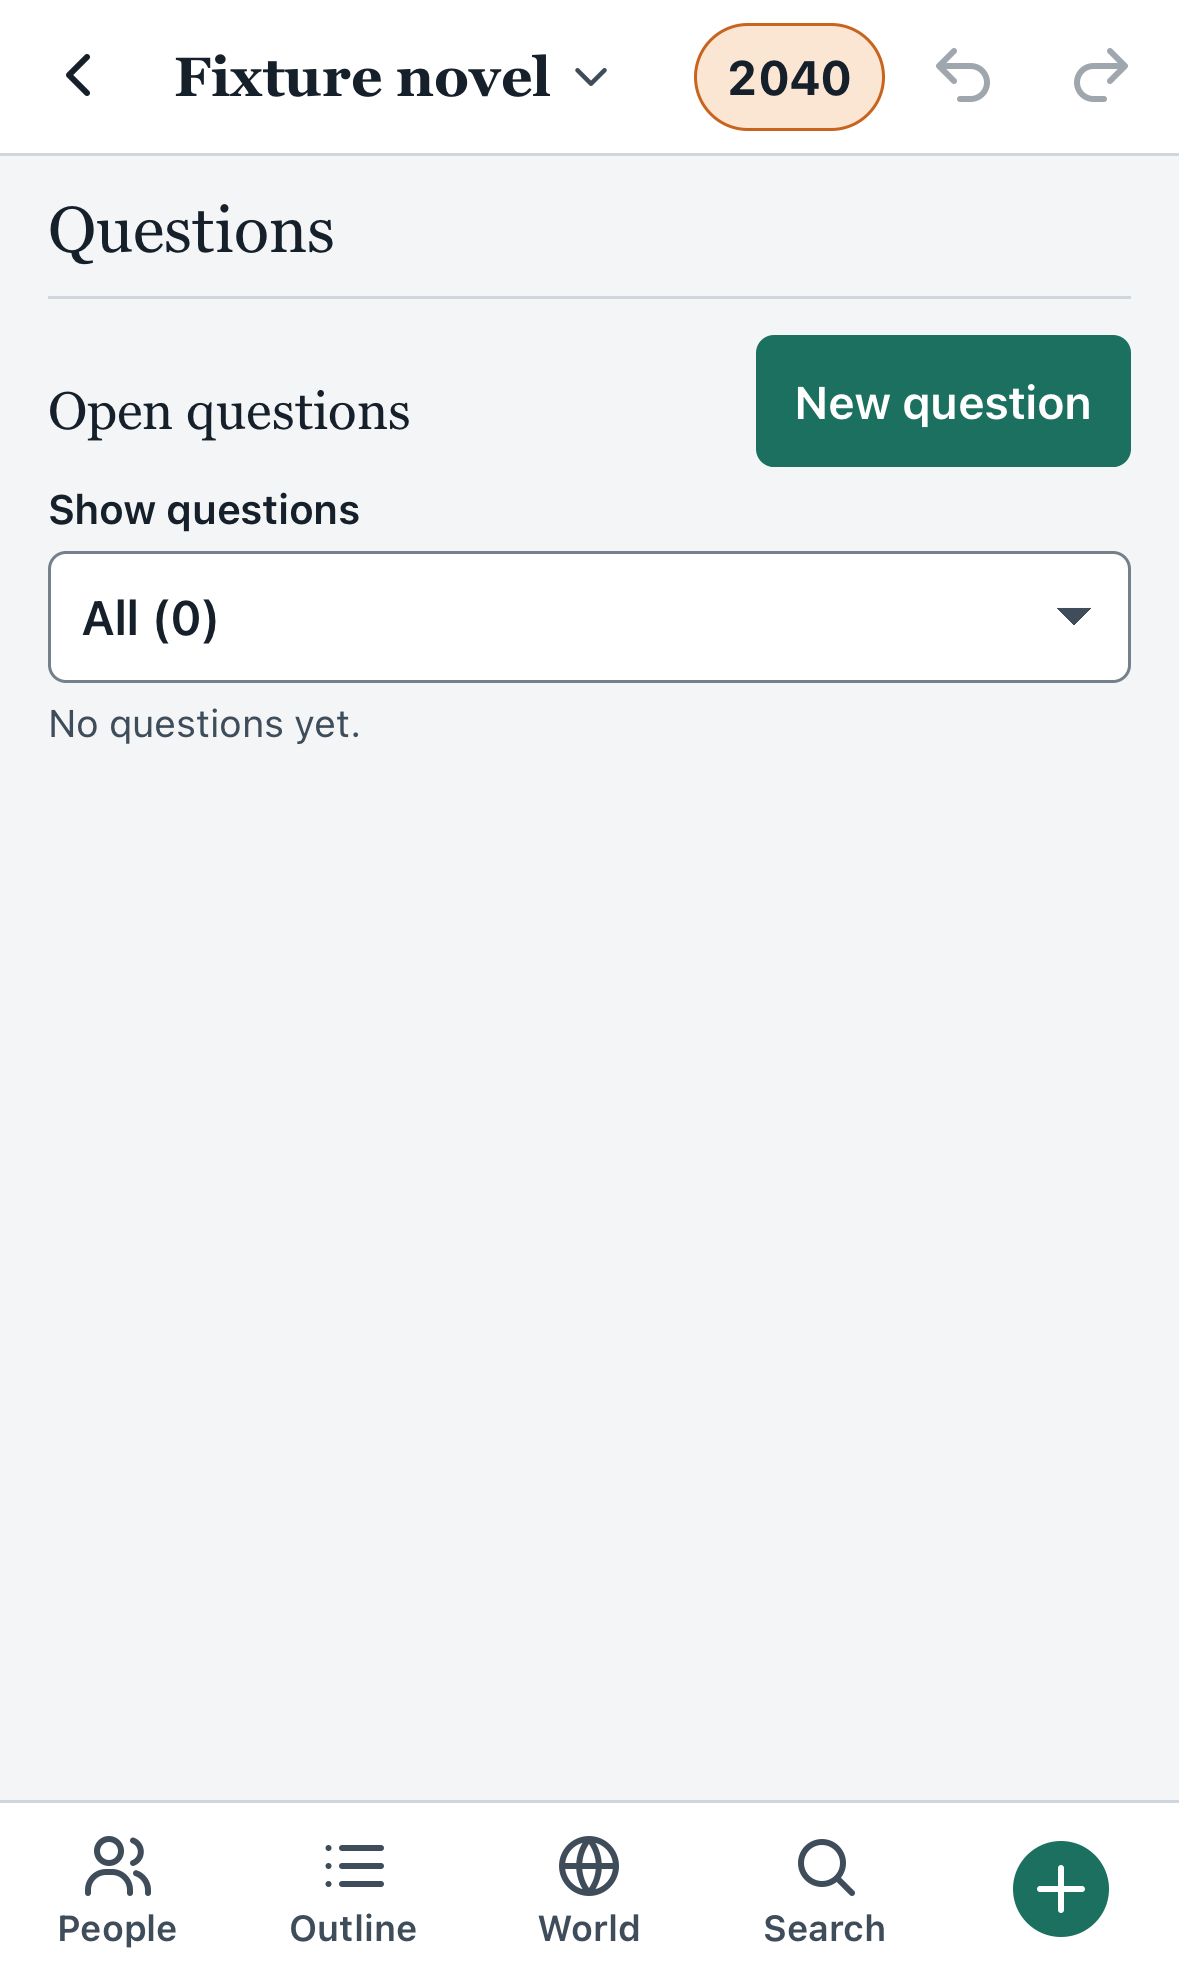 Fixture novel
2040
Questions
Open questions
New question
Show questions
All (0)
No questions yet.
People
Outline
World
Search